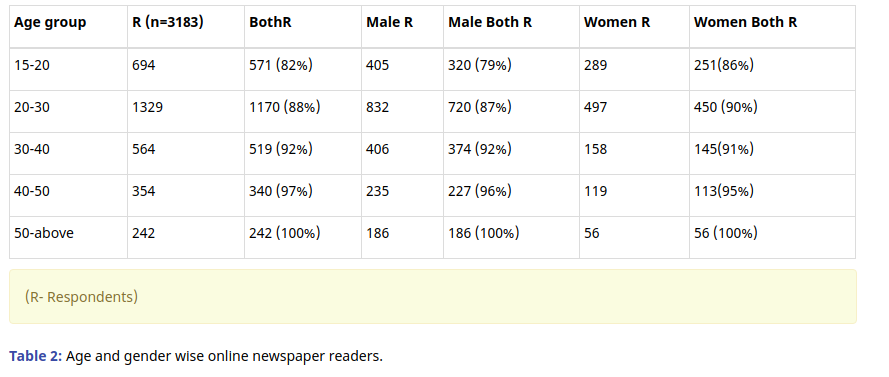 Age group R (n=3183) BothR Male R Male Both R Women R Women Both R
15-20 694 571 (82%) 405 320 (79%) 289 251(86%)
20-30 1329 1170 (88%) 832 720 (87%) 497 450 (90%)
30-40 564 519 (92%) 406 374 (92%) 158 145(91%)
40-50 354 340 (97%) 235 227 (96%) 119 113(95%)
50-above 242 242 (100%) 186 186 (100%) 56 56 (100%)
(R- Respondents)
Table 2: Age and gender wise online newspaper readers.